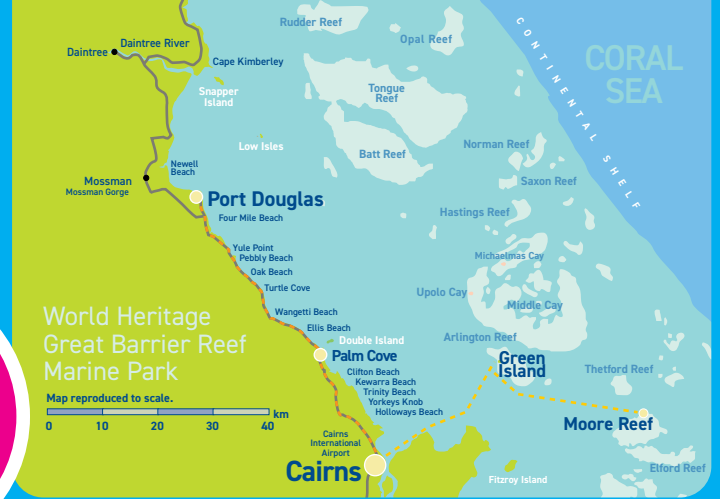 Rudder Reef
Opal Reef
CORAL
SEA
CONTINENTAL SHELF
Daintree River
Daintree
Cape Kimberley
Snapper
Island
Tongue
Reef
Low Isles
Batt Reef
Norman Reef
Saxon Reef
Newell
Beach
Mossman
Mossman Gorge
Port Douglas
Four Mile Beach
Hastings Reef
Yule Point
Pebbly Beach
Oak Beach
Turtle Cove
Michaelmas Cay
Upolo Cay
Middle Cay
Wangetti Beach
Ellis Beach
Double Island
Arlington Reef
World Heritage
Great Barrier Reef
Marine Park
Palm Cove
Green
Island
Clifton Beach
Kewarra Beach
Trinity Beach
Yorkeys Knob
Holloways Beach
Thetford Reef
Map reproduced to scale.
km
0 10 20 30 40
Moore Reef
Cairns
International
Airport
Cairns
Elford Reef
Fitzroy Island